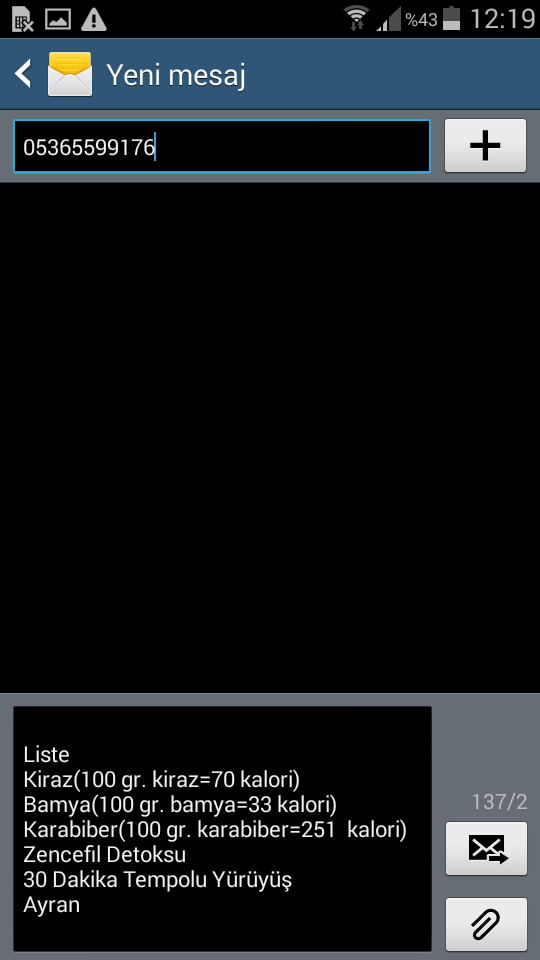 %43 12:19
Yeni mesaj
05365599176
Liste
Kiraz(100 gr. kiraz=70 kalori)
Bamya(100 gr. bamya=33 kalori)
Karabiber(100 gr. karabiber=251  kalori)
Zencefil Detoksu
30 Dakika Tempolu Yürüyüş
Ayran
137/2